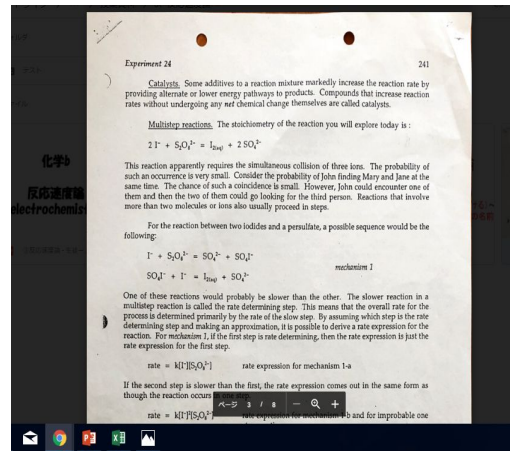 Experiment 24 241
Catalysts. Some additives to a reaction mixture markedly increase the reaction rate by
providing alternate or lower energy pathways to products. Compounds that increase reaction
rates without undergoing any net chemical change themselves are called catalysts.
Multistep reactions. The stoichiometry of the reaction you will explore today is :
2 I⁻ + S₂O₈²⁻ = I₂₍ₐq₎ + 2 SO₄²⁻
This reaction apparently requires the simultaneous collision of three ions. The probability of
such an occurrence is very small. Consider the probability of John finding Mary and Jane at the
same time. The chance of such a coincidence is small. However, John could encounter one of
them and then the two of them could go looking for the third person. Reactions that involve
more than two molecules or ions also usually proceed in steps.
For the reaction between two iodides and a persulfate, a possible sequence would be the
following:
I⁻ + S₂O₈²⁻ = SO₄²⁻ + SO₄I⁻
mechanism 1
SO₄I⁻ + I⁻ = I₂₍ₐq₎ + SO₄²⁻
One of these reactions would probably be slower than the other. The slower reaction in a
multistep reaction is called the rate determining step. This means that the overall rate for the
process is determined primarily by the rate of the slow step. By assuming which step is the rate
determining step and making an approximation, it is possible to derive a rate expression for the
reaction. For mechanism 1, if the first step is rate determining, then the rate expression is just the
rate expression for the first step.
rate = k[I⁻][S₂O₈²⁻] rate expression for mechanism 1-a
If the second step is slower than the first, the rate expression comes out in the same form as
though the reaction occurs in one step.
rate = k[I⁻]²[S₂O₈²⁻] rate expression for mechanism 1-b and for improbable one
ページ 3 / 8
化学b
反応速度論
electrochemis